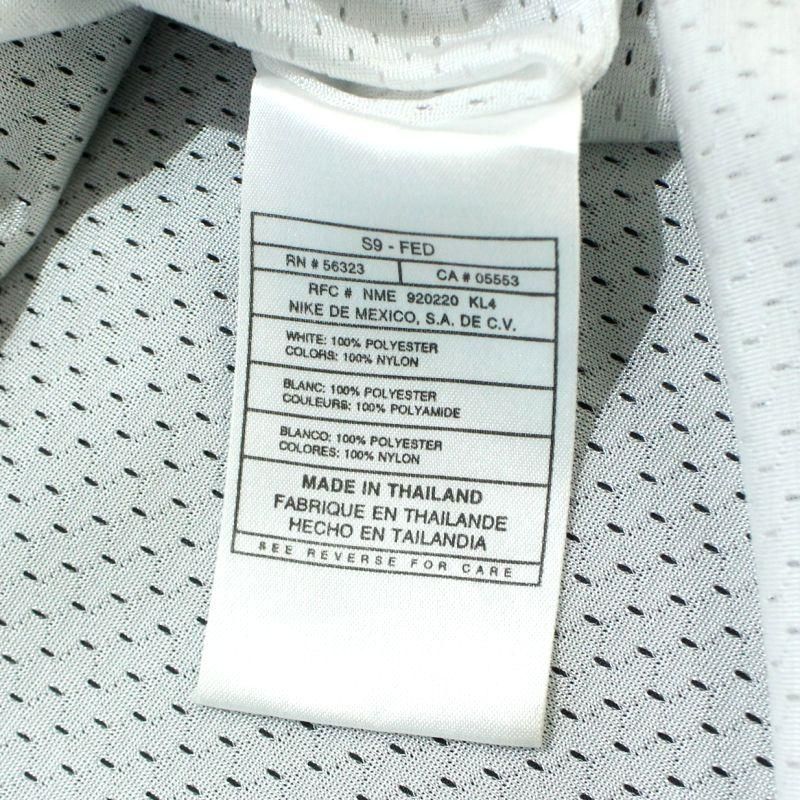 S9 - FED
RN # 56323 CA # 05553
RFC # NME 920220 KL4
NIKE DE MEXICO, S.A. DE C.V.
WHITE: 100% POLYESTER
COLORS: 100% NYLON
BLANC: 100% POLYESTER
COULEURS: 100% POLYAMIDE
BLANCO: 100% POLYESTER
COLORES: 100% NYLON
MADE IN THAILAND
FABRIQUE EN THAILANDE
HECHO EN TAILANDIA
SEE REVERSE FOR CARE